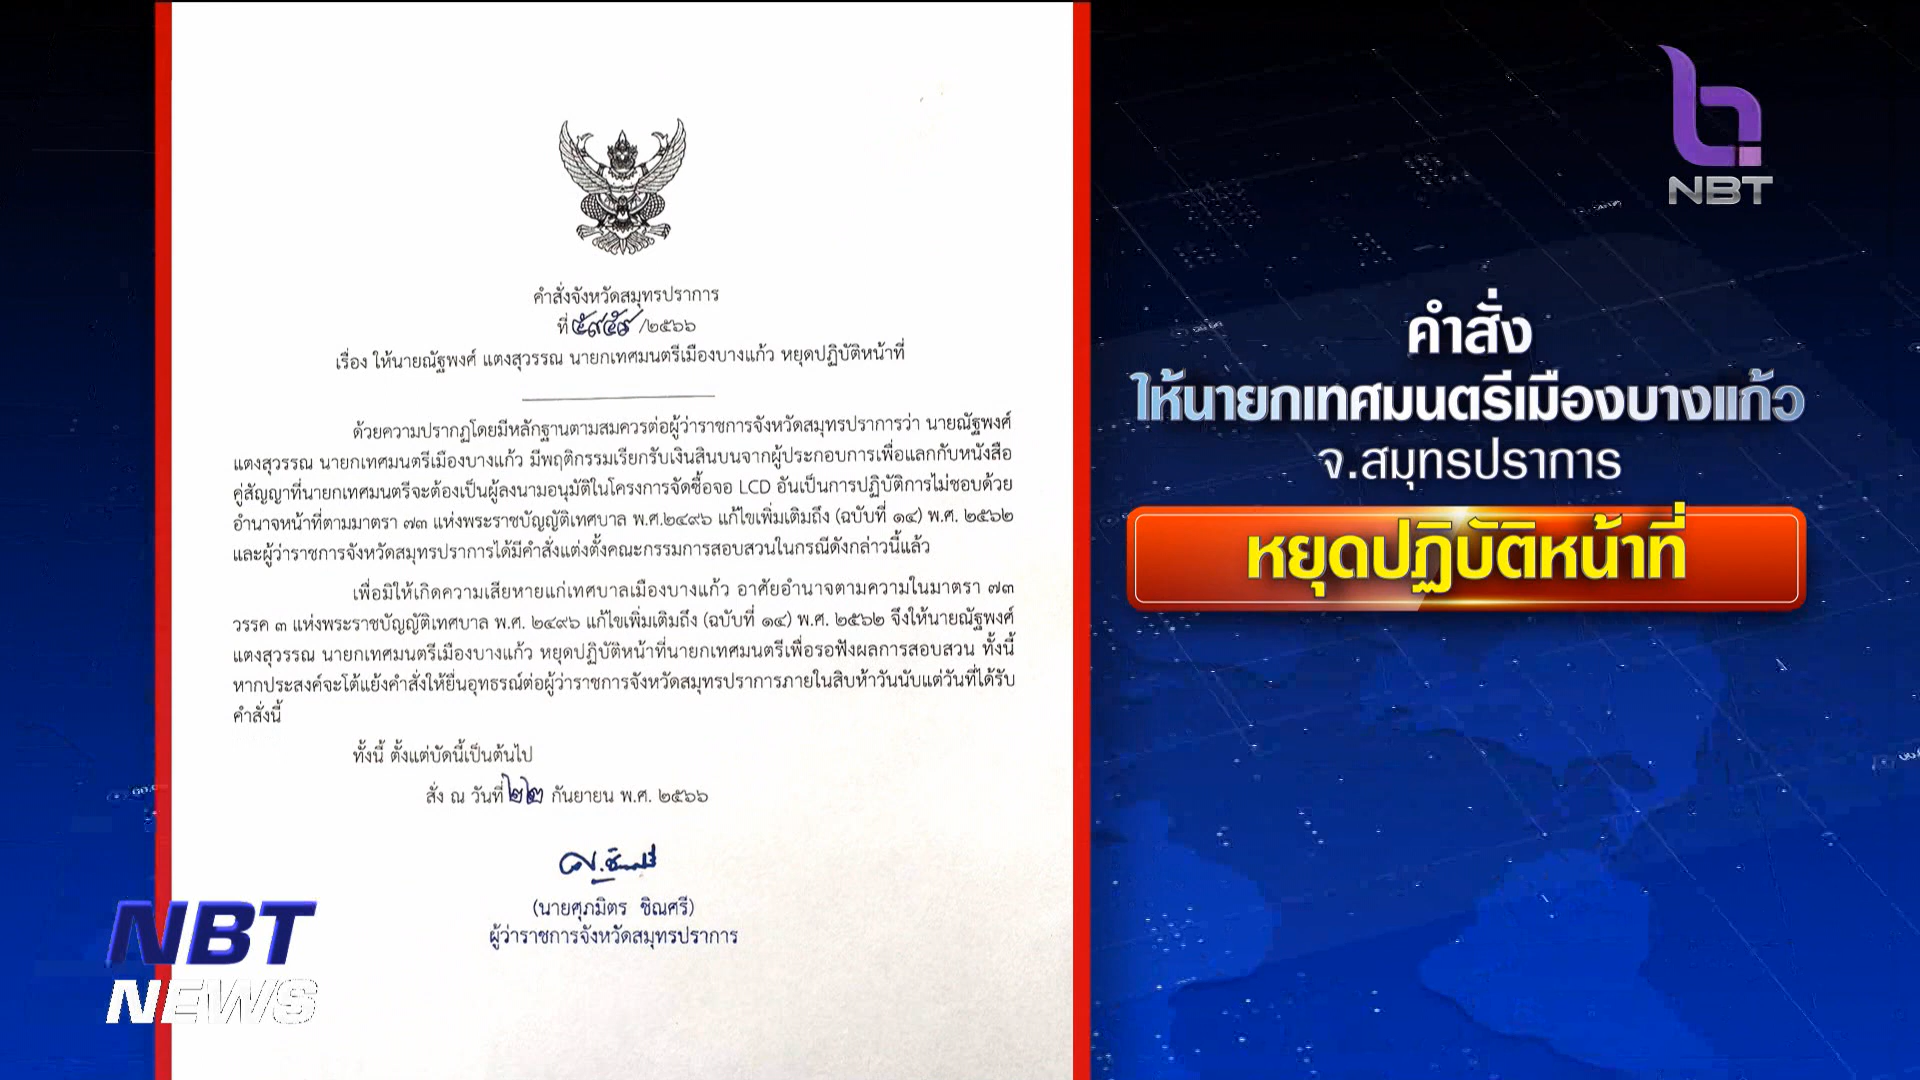 คำสั่งจังหวัดสมุทรปราการ
ที่ /๒๕๖๖
เรื่อง ให้นายณัฐพงศ์ แตงสุวรรณ นายกเทศมนตรีเมืองบางแก้ว หยุดปฏิบัติหน้าที่
ด้วยความปรากฏโดยมีหลักฐานตามสมควรต่อผู้ว่าราชการจังหวัดสมุทรปราการว่า นายณัฐพงศ์
แตงสุวรรณ นายกเทศมนตรีเมืองบางแก้ว มีพฤติกรรมเรียกรับเงินสินบนจากผู้ประกอบการเพื่อแลกกับหนังสือ
คู่สัญญาที่นายกเทศมนตรีจะต้องเป็นผู้ลงนามอนุมัติในโครงการจัดซื้อจอ LCD อันเป็นการปฏิบัติการไม่ชอบด้วย
อำนาจหน้าที่ตามมาตรา ๗๓ แห่งพระราชบัญญัติเทศบาล พ.ศ.๒๔๙๖ แก้ไขเพิ่มเติมถึง (ฉบับที่ ๑๔) พ.ศ. ๒๕๖๒
และผู้ว่าราชการจังหวัดสมุทรปราการได้มีคำสั่งแต่งตั้งคณะกรรมการสอบสวนในกรณีดังกล่าวนี้แล้ว
เพื่อมิให้เกิดความเสียหายแก่เทศบาลเมืองบางแก้ว อาศัยอำนาจตามความในมาตรา ๗๓
วรรค ๓ แห่งพระราชบัญญัติเทศบาล พ.ศ. ๒๔๙๖ แก้ไขเพิ่มเติมถึง (ฉบับที่ ๑๔) พ.ศ. ๒๕๖๒ จึงให้นายณัฐพงศ์
แตงสุวรรณ นายกเทศมนตรีเมืองบางแก้ว หยุดปฏิบัติหน้าที่นายกเทศมนตรีเพื่อรอฟังผลการสอบสวน ทั้งนี้
หากประสงค์จะโต้แย้งคำสั่งให้ยื่นอุทธรณ์ต่อผู้ว่าราชการจังหวัดสมุทรปราการภายในสิบห้าวันนับแต่วันที่ได้รับ
คำสั่งนี้
ทั้งนี้ ตั้งแต่บัดนี้เป็นต้นไป
สั่ง ณ วันที่ ๒๒ กันยายน พ.ศ. ๒๕๖๖
(นายศุภมิตร ชิณศรี)
ผู้ว่าราชการจังหวัดสมุทรปราการ
NBT
NEWS
NBT
คำสั่ง
ให้นายกเทศมนตรีเมืองบางแก้ว
จ.สมุทรปราการ
หยุดปฏิบัติหน้าที่